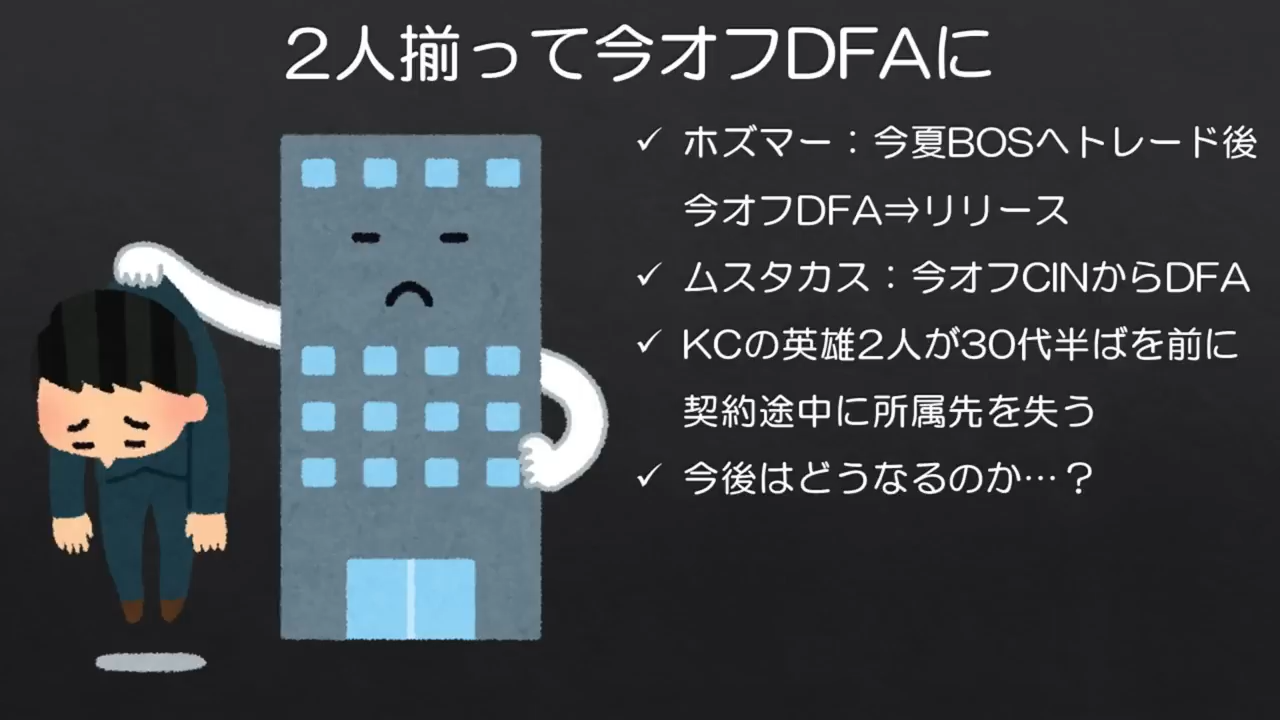 2人揃って今オフDFAに
✓ ホズマー：今夏BOSへトレード後
今オフDFA⇒リリース
✓ ムスタカス：今オフCINからDFA
✓ KCの英雄2人が30代半ばを前に
契約途中に所属先を失う
✓ 今後はどうなるのか…？